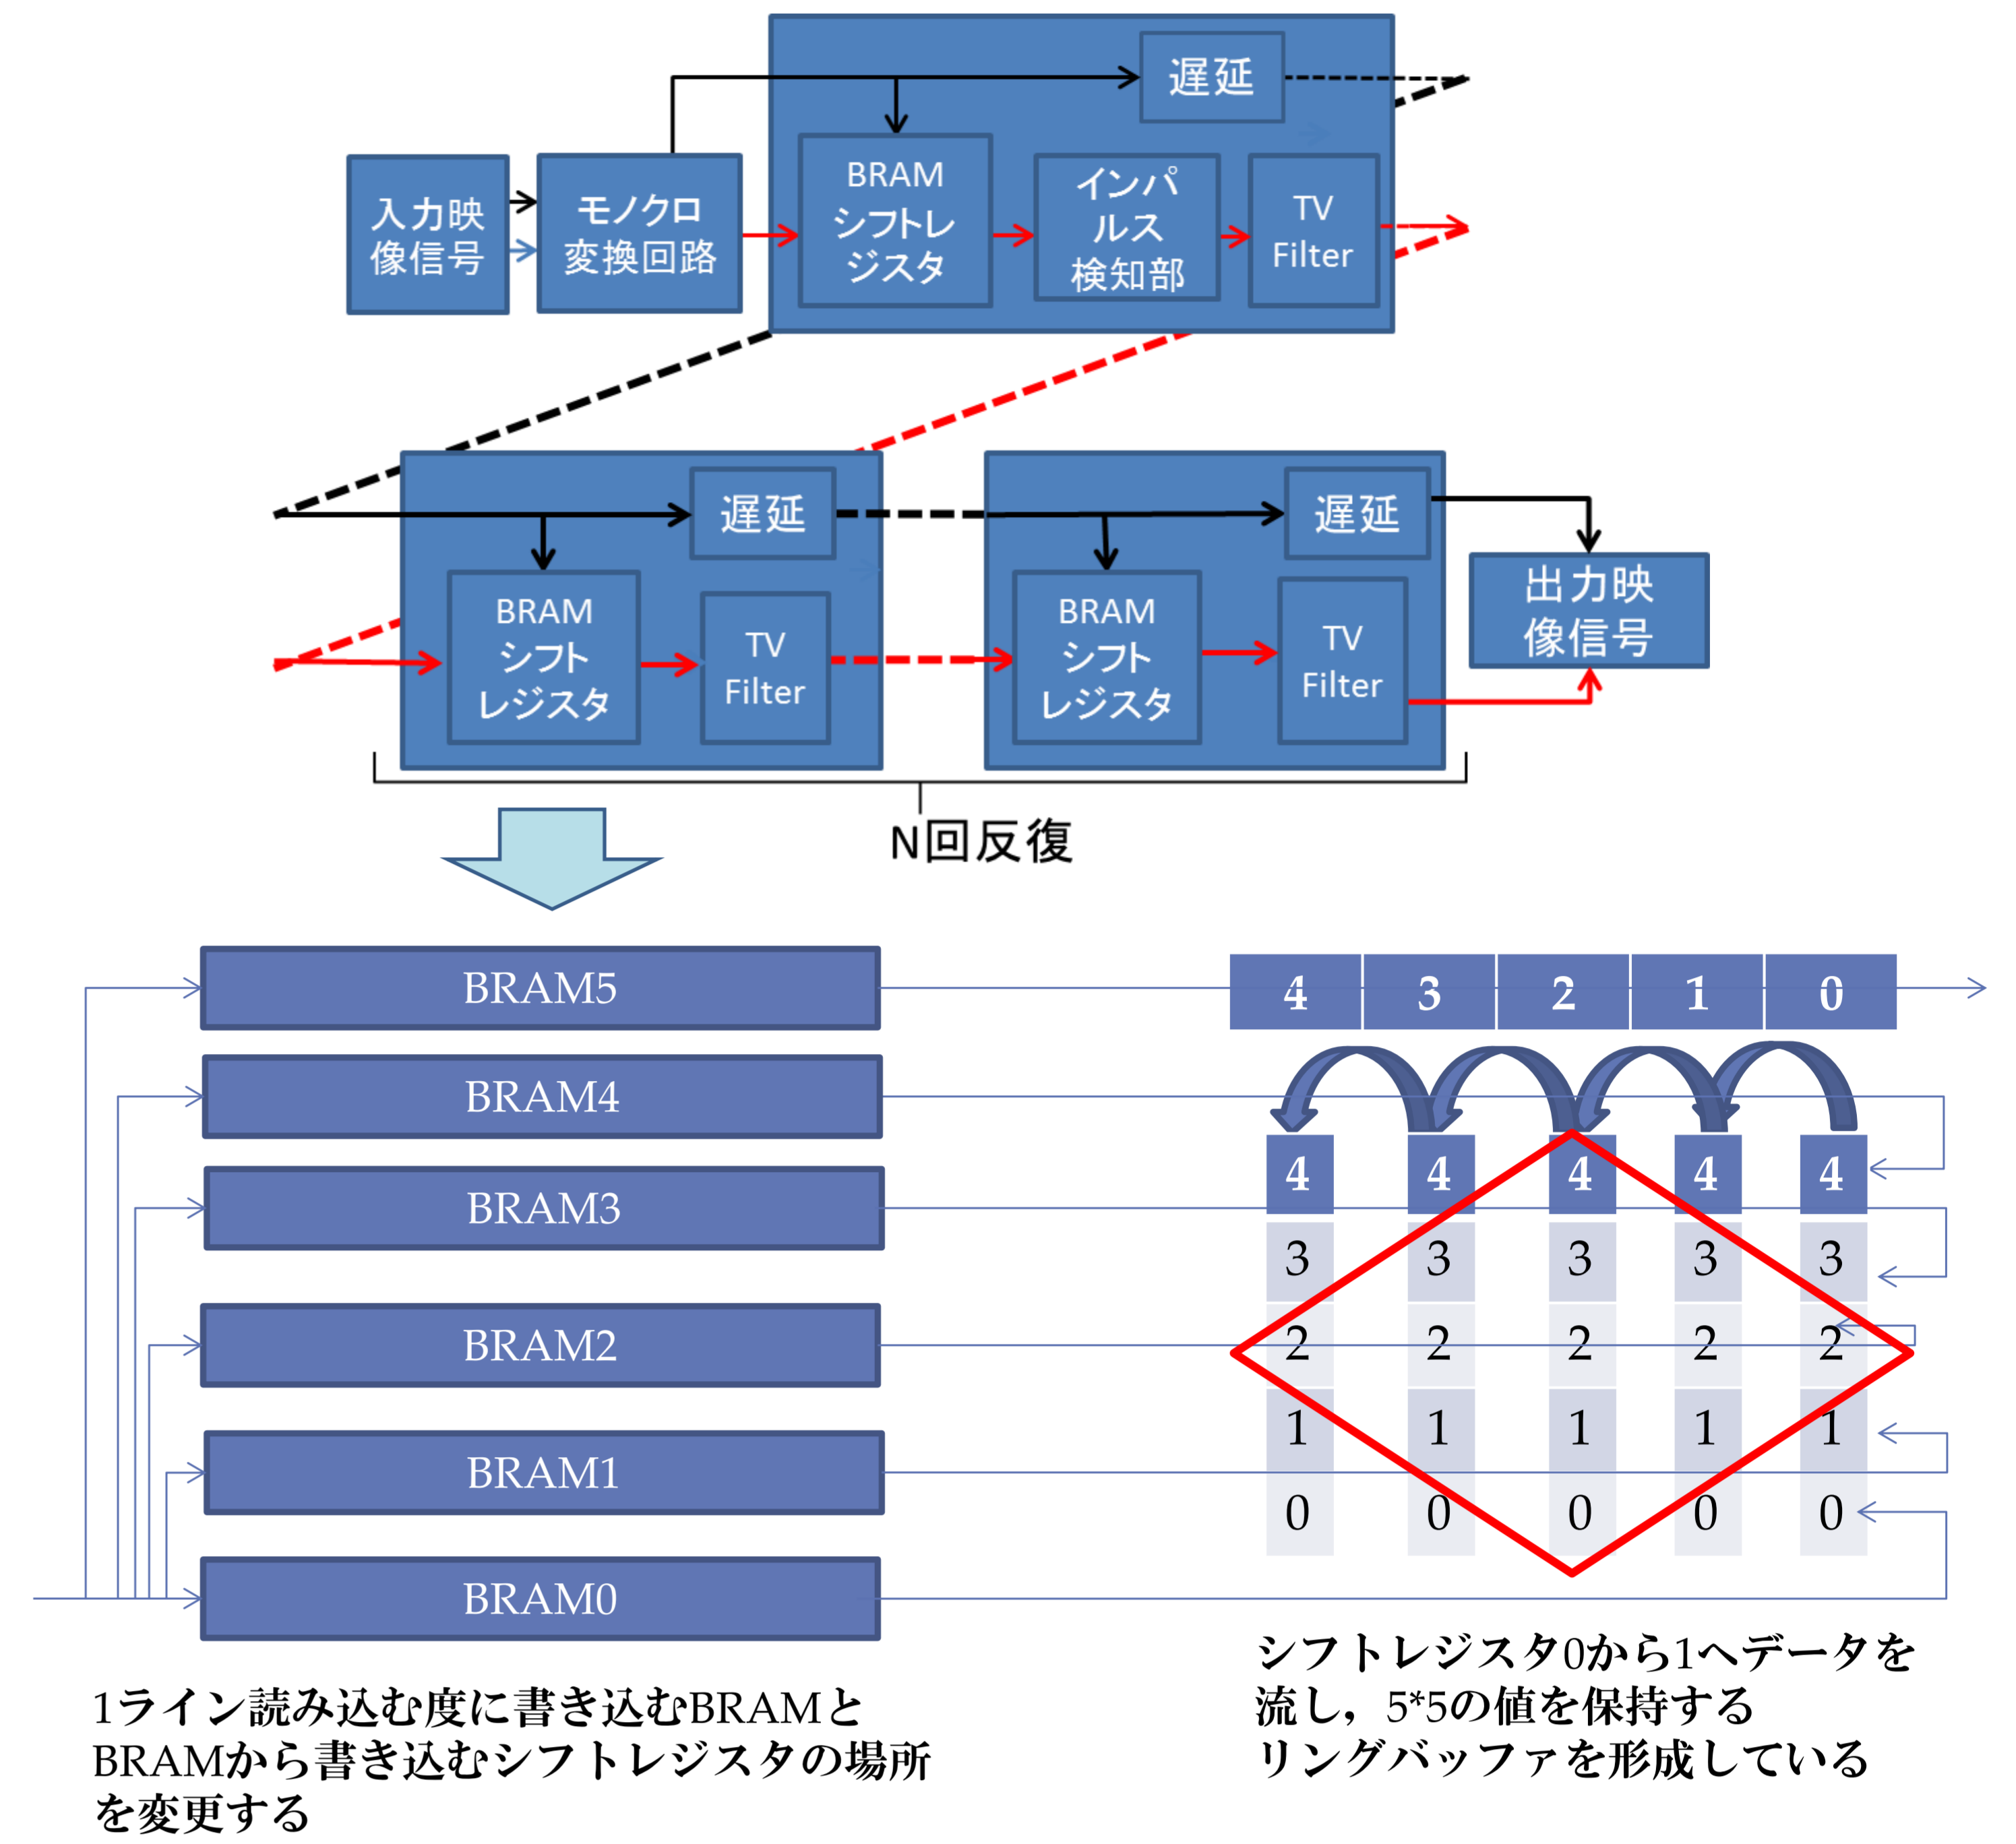 遅延
入力映
像信号
モノクロ
変換回路
BRAM
シフトレ
ジスタ
インパ
ルス
検知部
TV
Filter
遅延
BRAM
シフト
レジスタ
TV
Filter
遅延
BRAM
シフト
レジスタ
TV
Filter
出力映
像信号
N回反復
BRAM5
BRAM4
BRAM3
BRAM2
BRAM1
BRAM0
4 3 2 1 0
4 4 4 4 4
3 3 3 3 3
2 2 2 2 2
1 1 1 1 1
0 0 0 0 0
1ライン読み込む度に書き込むBRAMと
BRAMから書き込むシフトレジスタの場所
を変更する
シフトレジスタ0から1へデータを
流し，5*5の値を保持する
リングバッファを形成している